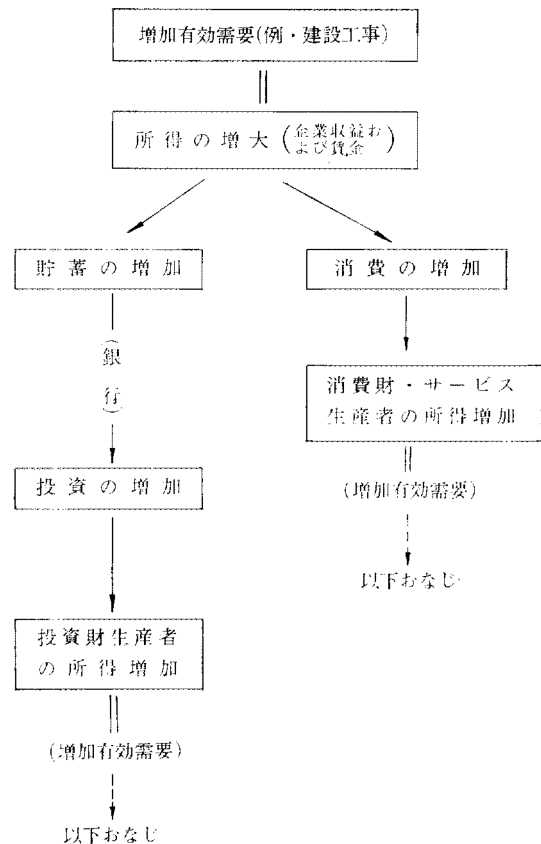 増加有効需要(例・建設工事)
所得の増大(企業収益お
よび賃金)
貯蓄の増加
消費の増加
(銀行)
消費財・サービス
生産者の所得増加
(増加有効需要)
投資の増加
以下おなじ
投資財生産者
の所得増加
(増加有効需要)
以下おなじ